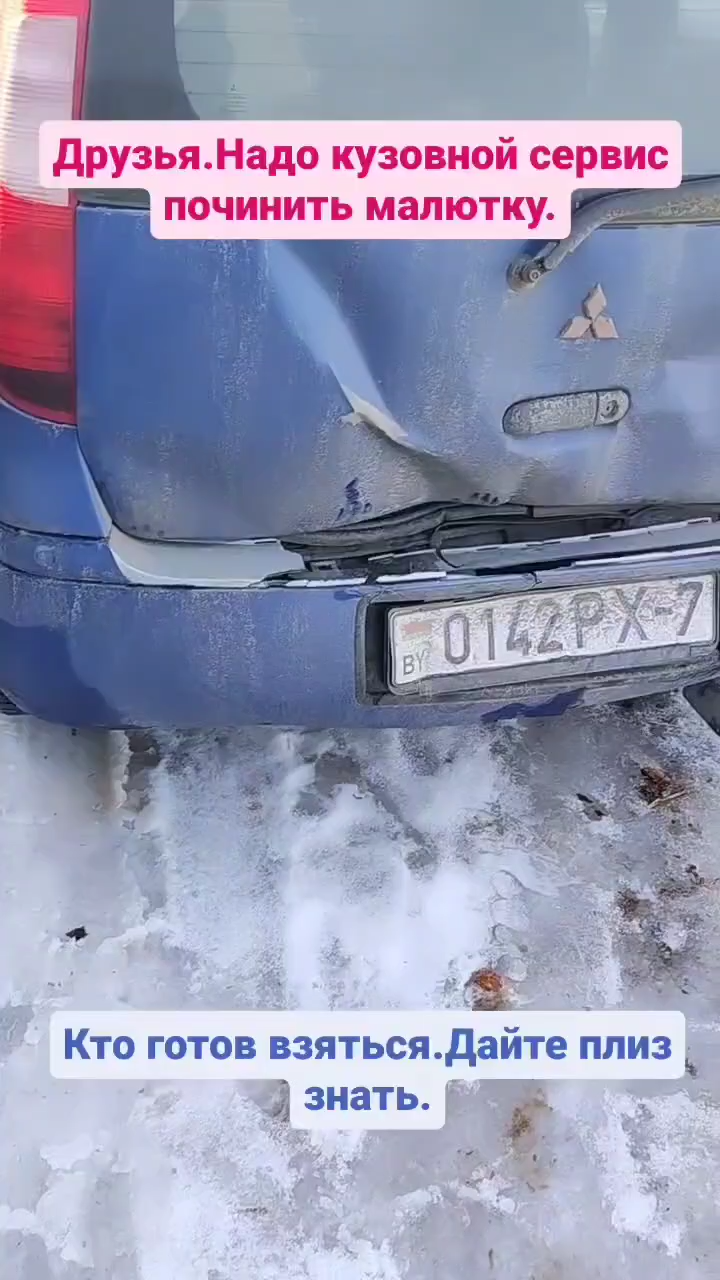 Друзья.Надо кузовной сервис
починить малютку.
BY 0142PX-7
Кто готов взяться.Дайте плиз
знать.